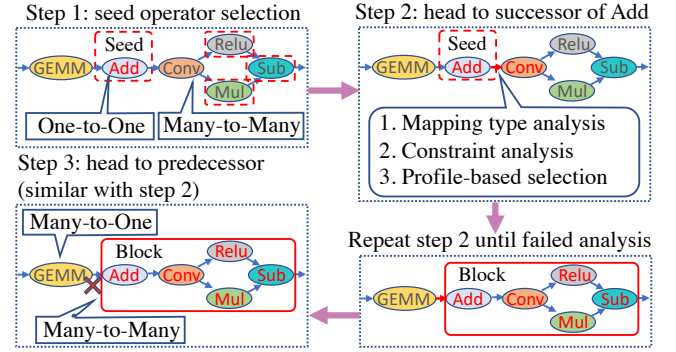 Step 1: seed operator selection
Seed
Relu
GEMM
Add
Conv
Sub
Mul
One-to-One
Many-to-Many
Step 2: head to successor of Add
Seed
Relu
GEMM
Add
Conv
Sub
Mul
1. Mapping type analysis
2. Constraint analysis
3. Profile-based selection
Repeat step 2 until failed analysis
Block
Relu
GEMM
Add
Conv
Sub
Mul
Step 3: head to predecessor
(similar with step 2)
Many-to-One
Block
Relu
GEMM
Add
Conv
Sub
Mul
Many-to-Many